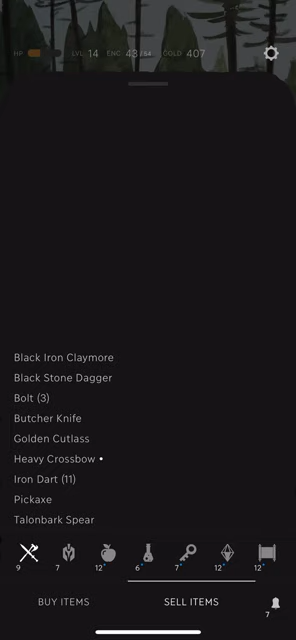 HP LVL 14 ENC 43/54 GOLD 407
Black Iron Claymore
Black Stone Dagger
Bolt (3)
Butcher Knife
Golden Cutlass
Heavy Crossbow •
Iron Dart (11)
Pickaxe
Talonbark Spear
9 7 12 6 7 12 12
BUY ITEMS SELL ITEMS 7